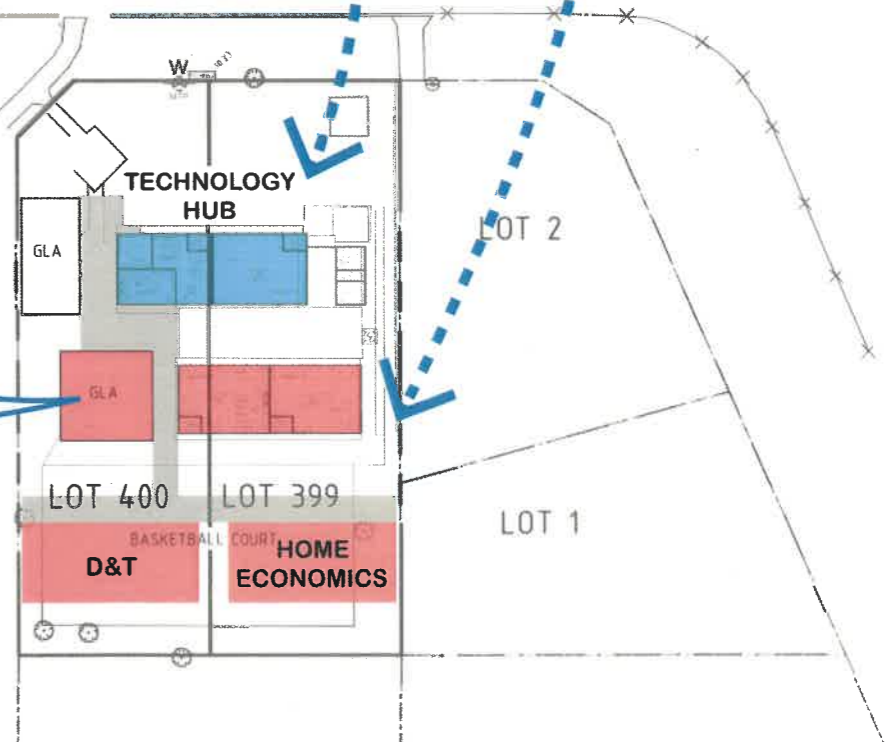 W
TECHNOLOGY
HUB
GLA
LOT 2
GLA
LOT 400
LOT 399
LOT 1
BASKETBALL COURT
D&T
HOME
ECONOMICS